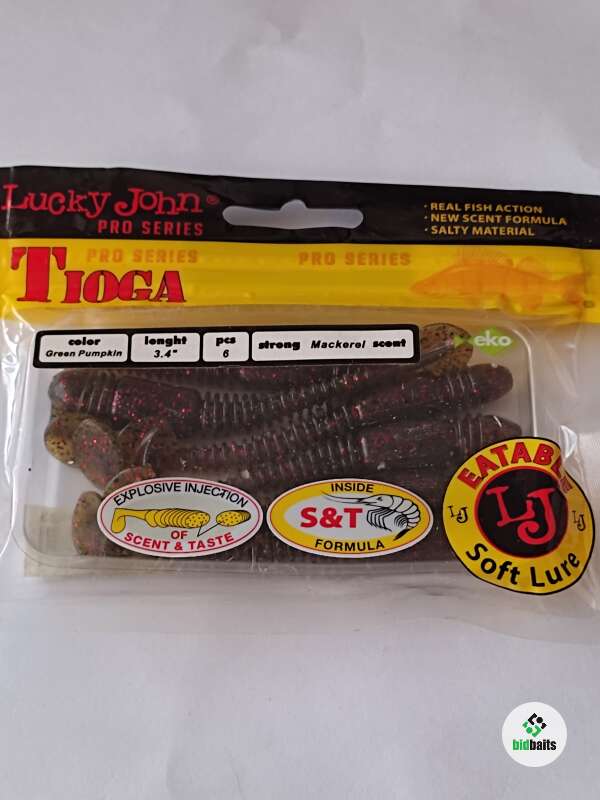 Lucky John®
PRO SERIES
PRO SERIES
PRO SERIES
TIOGA
· REAL FISH ACTION
· NEW SCENT FORMULA
· SALTY MATERIAL
color
Green Pumpkin
lenght
3.4"
pcs
6
strong Mackerel scent
eko
EXPLOSIVE INJECTION
OF
SCENT & TASTE
INSIDE
S&T
FORMULA
EATABLE
LJ
LJ
LJ
Soft Lure
bidbaits